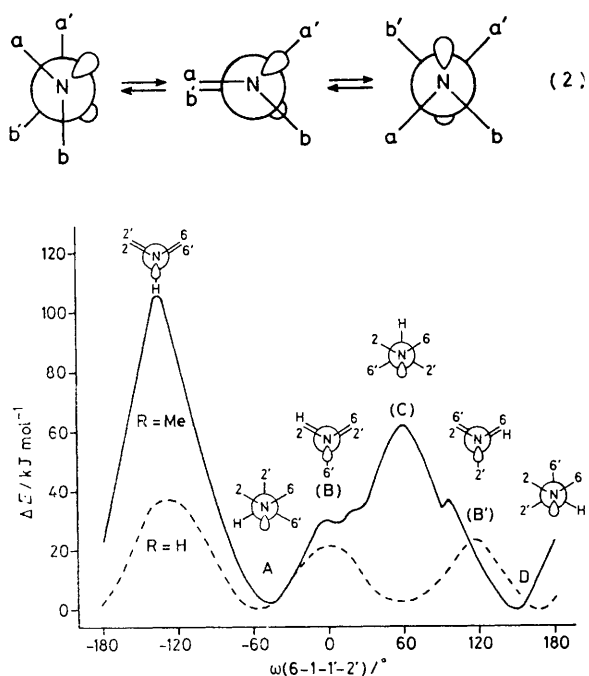 a a' b' b N
a b' N a' b
b' a' N a b
(2)
ΔE / kJ mol⁻¹
120
100
80
60
40
20
0
2' 2 N 6 6' H
R = Me
R = H
2' 2 N 6 H 6'
A
H 2 N 6 2' 6'
(B)
H 2 N 6 6' 2'
(C)
6' 2 N 6 H 2'
(B')
6' 2 N 6 2' H
D
-180 -120 -60 0 60 120 180
ω(6-1-1'-2')/°